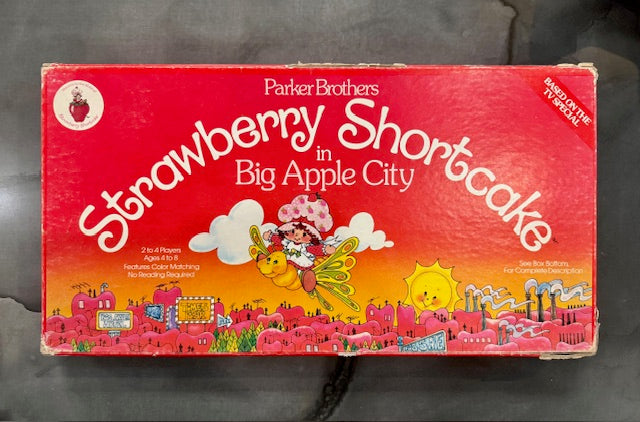 Parker Brothers
Strawberry Shortcake
in
Big Apple City
BASED ON THE
TV SPECIAL
2 to 4 Players
Ages 4 to 8
Features Color Matching
No Reading Required
See Box Bottom
For Complete Description